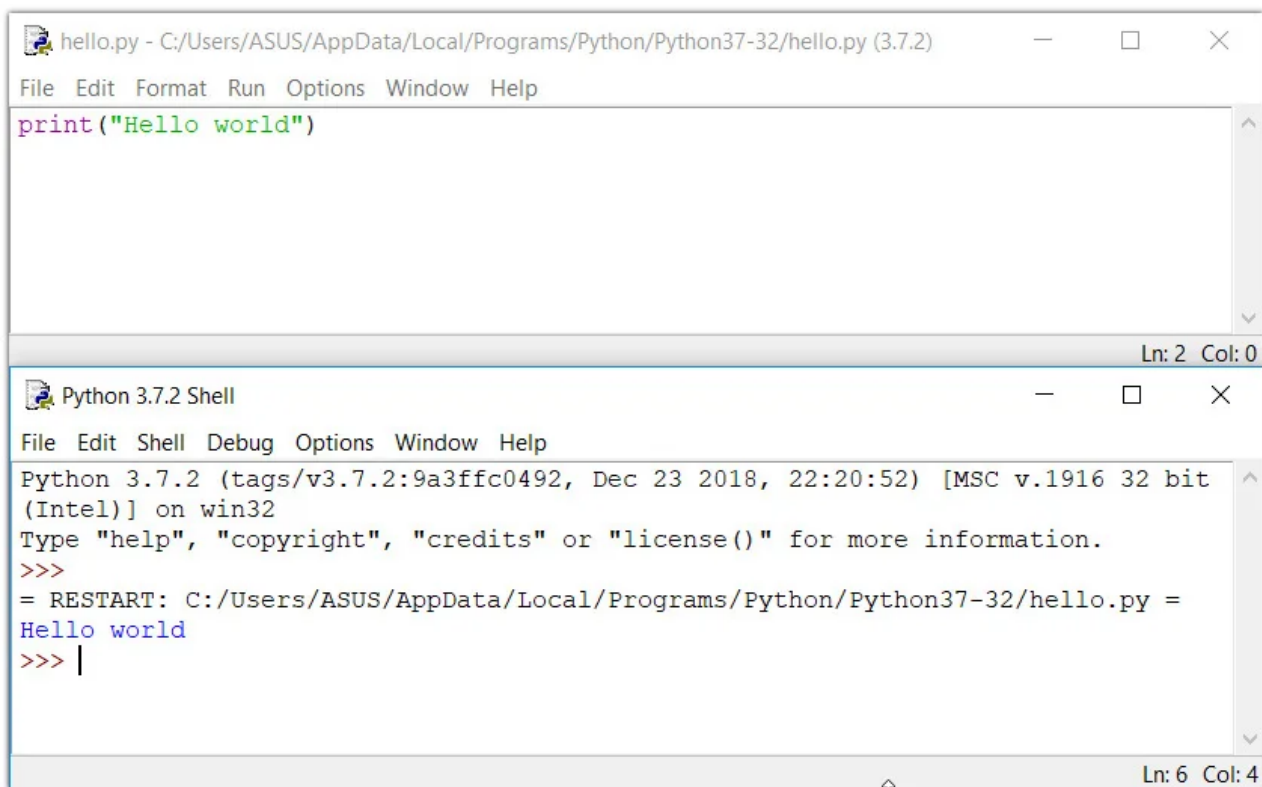 hello.py - C:/Users/ASUS/AppData/Local/Programs/Python/Python37-32/hello.py (3.7.2)
File Edit Format Run Options Window Help
print("Hello world")
Ln: 2 Col: 0
Python 3.7.2 Shell
File Edit Shell Debug Options Window Help
Python 3.7.2 (tags/v3.7.2:9a3ffc0492, Dec 23 2018, 22:20:52) [MSC v.1916 32 bit
(Intel)] on win32
Type "help", "copyright", "credits" or "license()" for more information.
>>>
= RESTART: C:/Users/ASUS/AppData/Local/Programs/Python/Python37-32/hello.py =
Hello world
>>>
Ln: 6 Col: 4